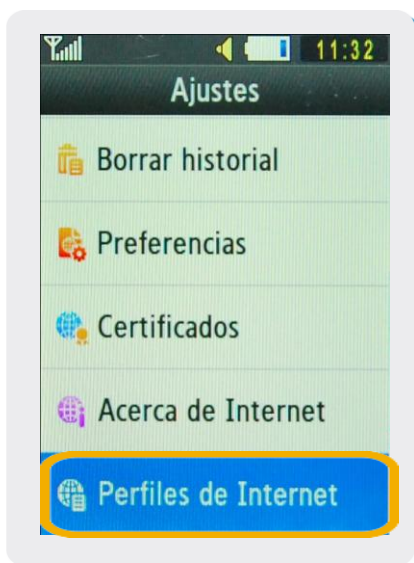 11:32
Ajustes
Borrar historial
Preferencias
Certificados
Acerca de Internet
Perfiles de Internet